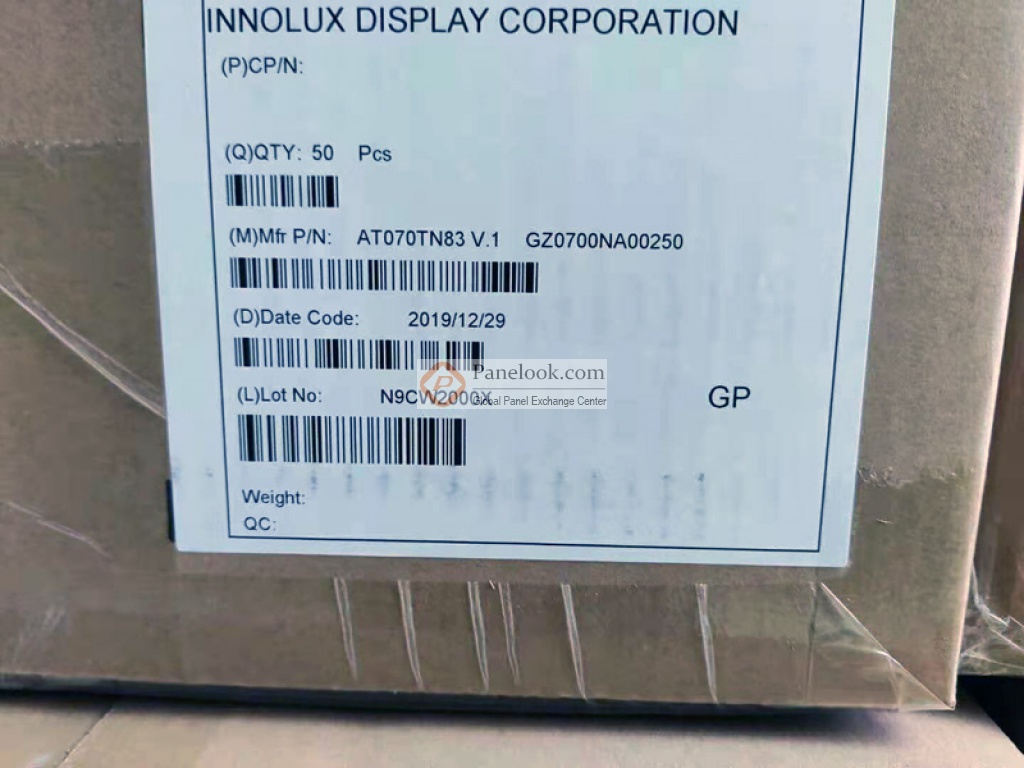 INNOLUX DISPLAY CORPORATION
(P)CP/N:
(Q)QTY: 50 Pcs
(M)Mfr P/N: AT070TN83 V.1 GZ0700NA00250
(D)Date Code: 2019/12/29
Panelook.com
(L)Lot No: N9CW2000X
Global Panel Exchange Center
GP
Weight:
QC: